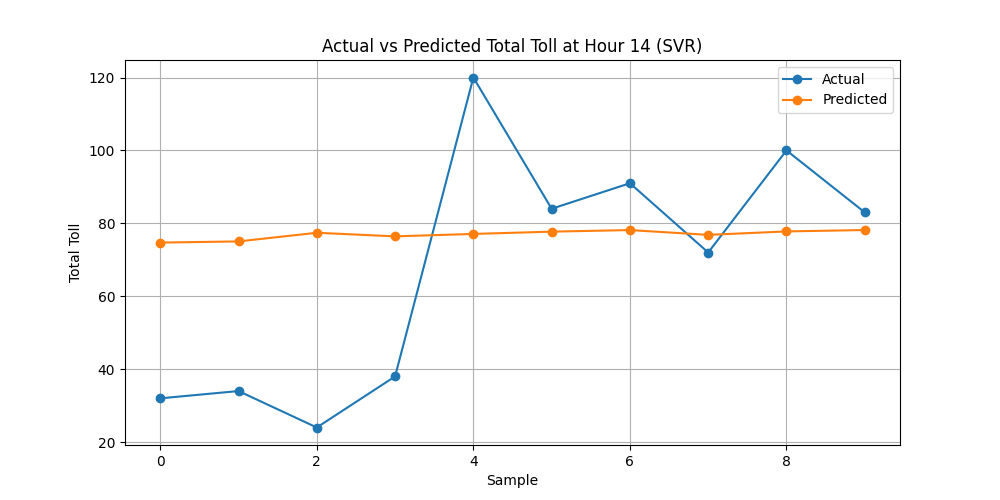 Actual vs Predicted Total Toll at Hour 14 (SVR)
Actual
Predicted
120
100
80
60
40
20
Total Toll
0 2 4 6 8
Sample